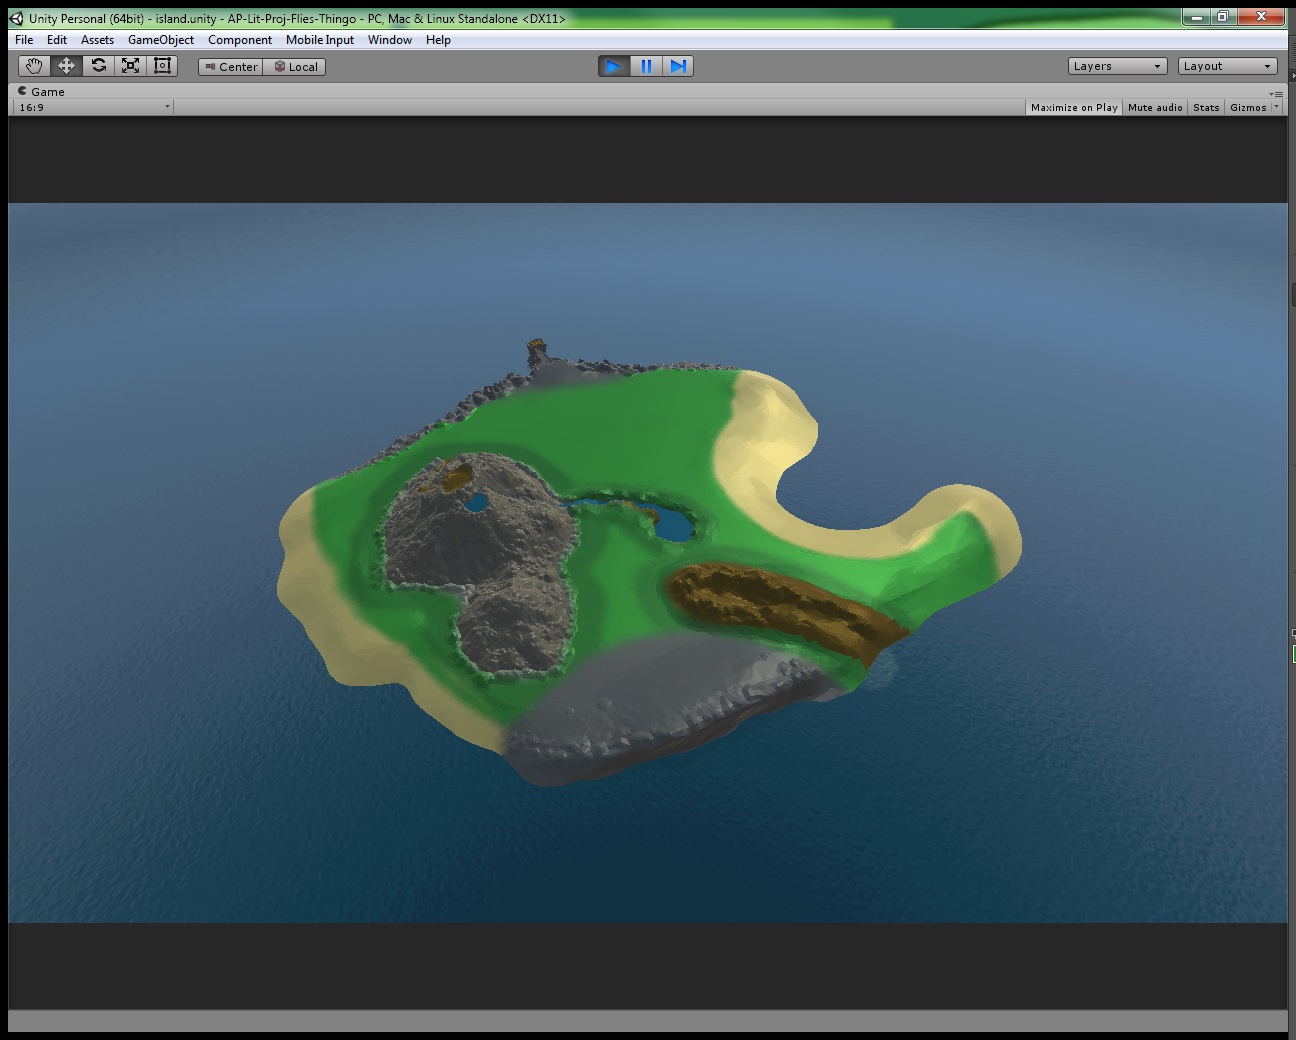 Unity Personal (64bit) - island.unity - AP-Lit-Proj-Flies-Thingo - PC, Mac & Linux Standalone <DX11>
File Edit Assets GameObject Component Mobile Input Window Help
Center Local Layers Layout
Game
16:9 Maximize on Play Mute audio Stats Gizmos